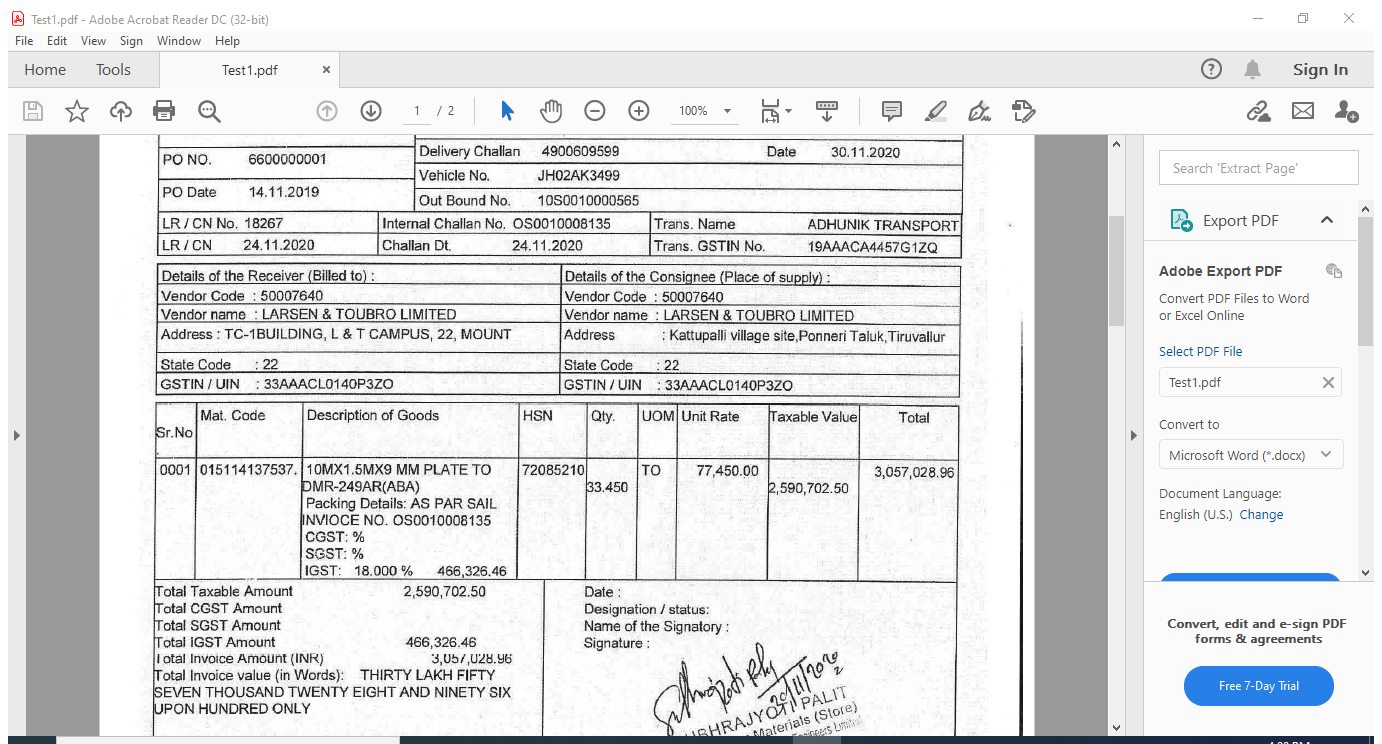 Test1.pdf - Adobe Acrobat Reader DC (32-bit)
File Edit View Sign Window Help
Home Tools Test1.pdf × ? Sign In
1 / 2 100%
PO NO. 6600000001
PO Date 14.11.2019
Delivery Challan 4900609599 Date 30.11.2020
Vehicle No. JH02AK3499
Out Bound No. 10S0010000565
LR / CN No. 18267 Internal Challan No. OS0010008135 Trans. Name ADHUNIK TRANSPORT
LR / CN 24.11.2020 Challan Dt. 24.11.2020 Trans. GSTIN No. 19AAACA4457G1ZQ
Details of the Receiver (Billed to) : Details of the Consignee (Place of supply) :
Vendor Code : 50007640 Vendor Code : 50007640
Vendor name : LARSEN & TOUBRO LIMITED Vendor name : LARSEN & TOUBRO LIMITED
Address : TC-1BUILDING, L & T CAMPUS, 22, MOUNT Address : Kattupalli village site,Ponneri Taluk,Tiruvallur
State Code : 22 State Code : 22
GSTIN / UIN : 33AAACL0140P3ZO GSTIN / UIN : 33AAACL0140P3ZO
Sr.No. Mat. Code Description of Goods HSN Qty. UOM Unit Rate Taxable Value Total
0001 015114137537. 10MX1.5MX9 MM PLATE TO 72085210 33.450 TO 77,450.00 2,590,702.50 3,057,028.96
DMR-249AR(ABA)
Packing Details: AS PAR SAIL
INVIOCE NO. OS0010008135
CGST: %
SGST: %
IGST: 18.000 % 466,326.46
Total Taxable Amount 2,590,702.50
Total CGST Amount
Total SGST Amount
Total IGST Amount 466,326.46
Total Invoice Amount (INR) 3,057,028.96
Total Invoice value (in Words): THIRTY LAKH FIFTY
SEVEN THOUSAND TWENTY EIGHT AND NINETY SIX
UPON HUNDRED ONLY
Date :
Designation / status:
Name of the Signatory :
Signature :
PALIT
Materials (Store)
Engineers Limited
Search 'Extract Page'
Export PDF
Adobe Export PDF
Convert PDF Files to Word
or Excel Online
Select PDF File
Test1.pdf
Convert to
Microsoft Word (*.docx)
Document Language:
English (U.S.) Change
Convert, edit and e-sign PDF
forms & agreements
Free 7-Day Trial